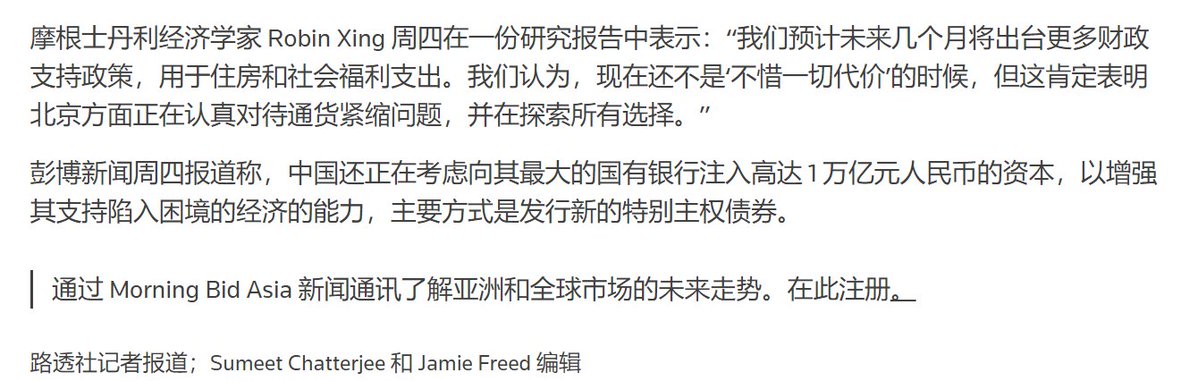 摩根士丹利经济学家 Robin Xing 周四在一份研究报告中表示：“我们预计未来几个月将出台更多财政
支持政策，用于住房和社会福利支出。我们认为，现在还不是‘不惜一切代价’的时候，但这肯定表明
北京方面正在认真对待通货紧缩问题，并在探索所有选择。”
彭博新闻周四报道称，中国还正在考虑向其最大的国有银行注入高达 1 万亿元人民币的资本，以增强
其支持陷入困境的经济的能力，主要方式是发行新的特别主权债券。
通过 Morning Bid Asia 新闻通讯了解亚洲和全球市场的未来走势。在此注册。
路透社记者报道；Sumeet Chatterjee 和 Jamie Freed 编辑